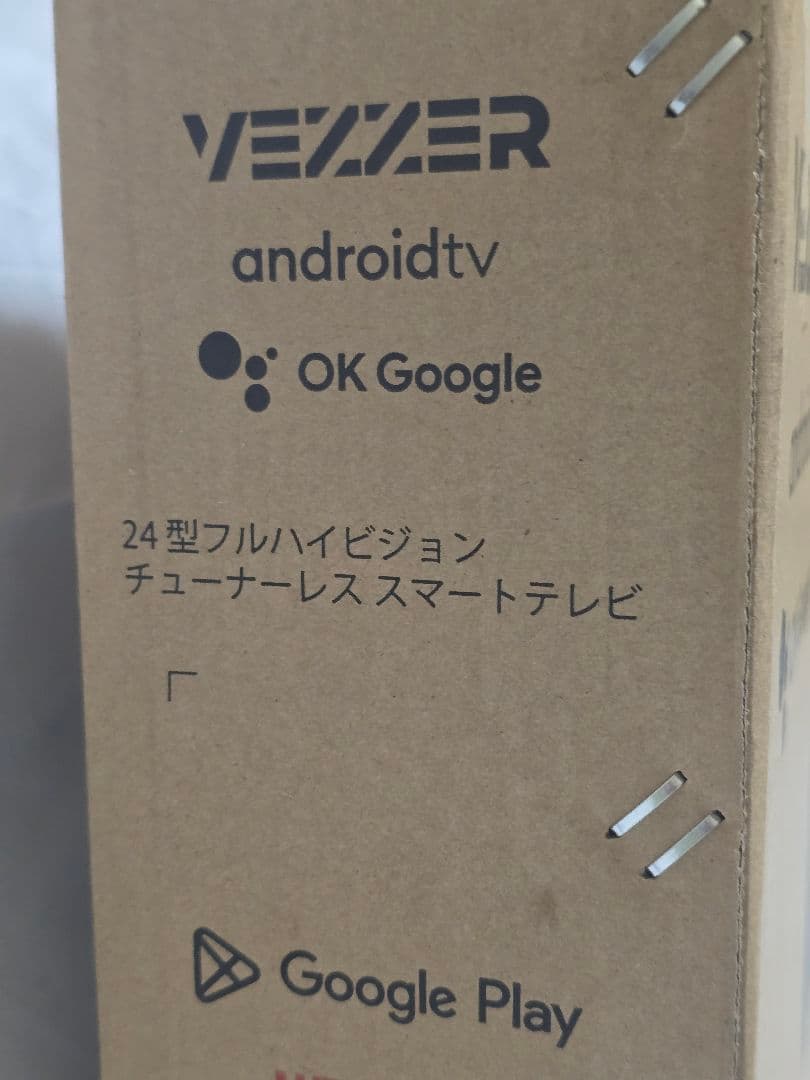 VEZZER
androidtv
OK Google
24型フルハイビジョン
チューナーレス スマートテレビ
Google Play